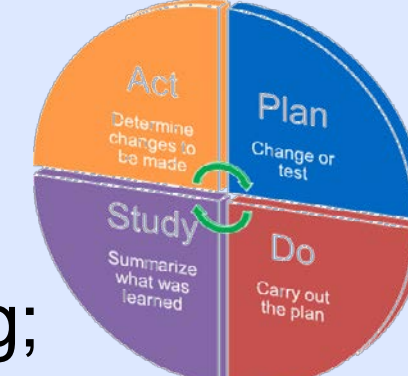 Act
Determine
changes to
be made
Plan
Change or
test
Study
Summarize
what was
learned
Do
Carry out
the plan
g;